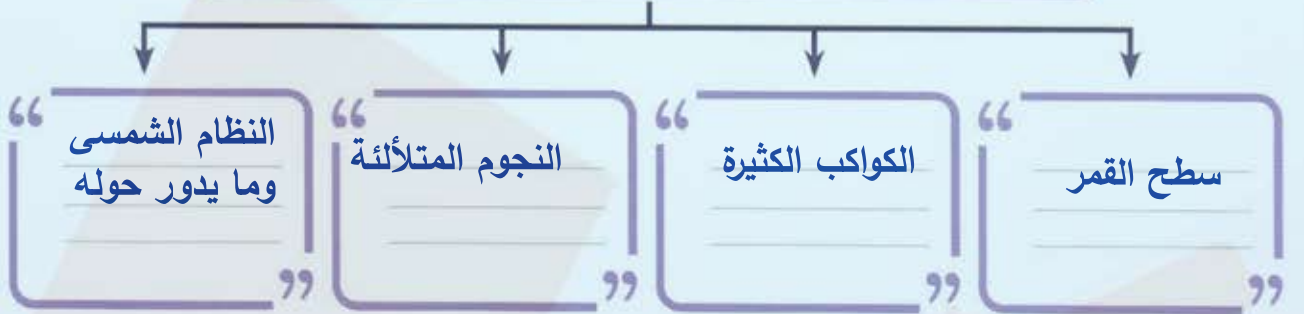 سطح القمر
الكواكب الكثيرة
النجوم المتلألئة
النظام الشمسى
وما يدور حوله